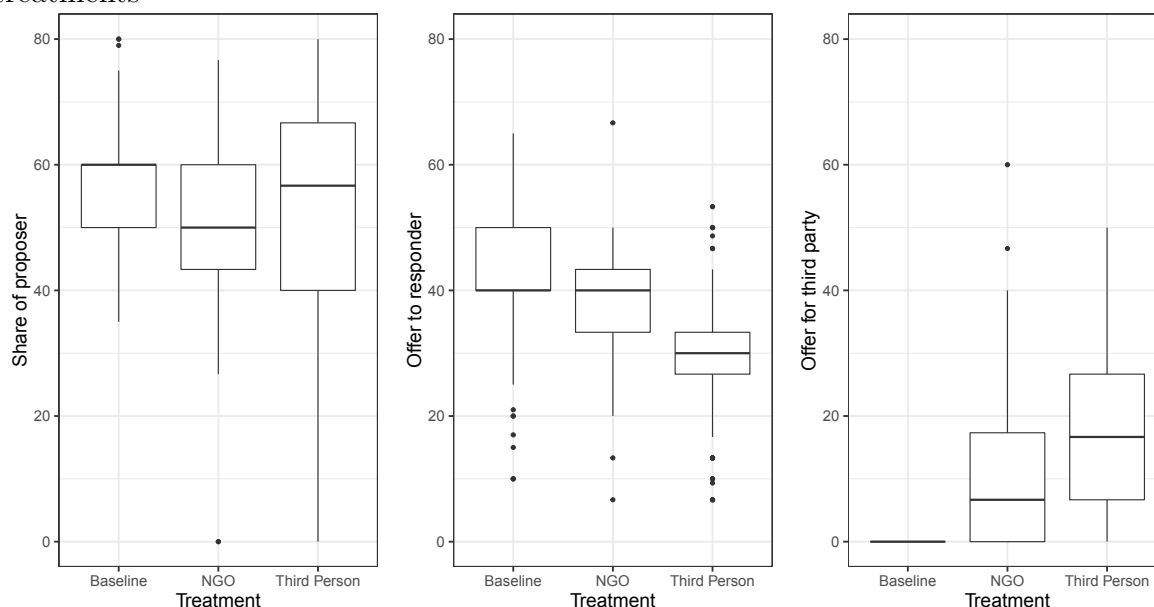 treatments
80
60
40
20
0
Share of proposer
Baseline NGO Third Person
Treatment
80
60
40
20
0
Offer to responder
Baseline NGO Third Person
Treatment
80
60
40
20
0
Offer for third party
Baseline NGO Third Person
Treatment